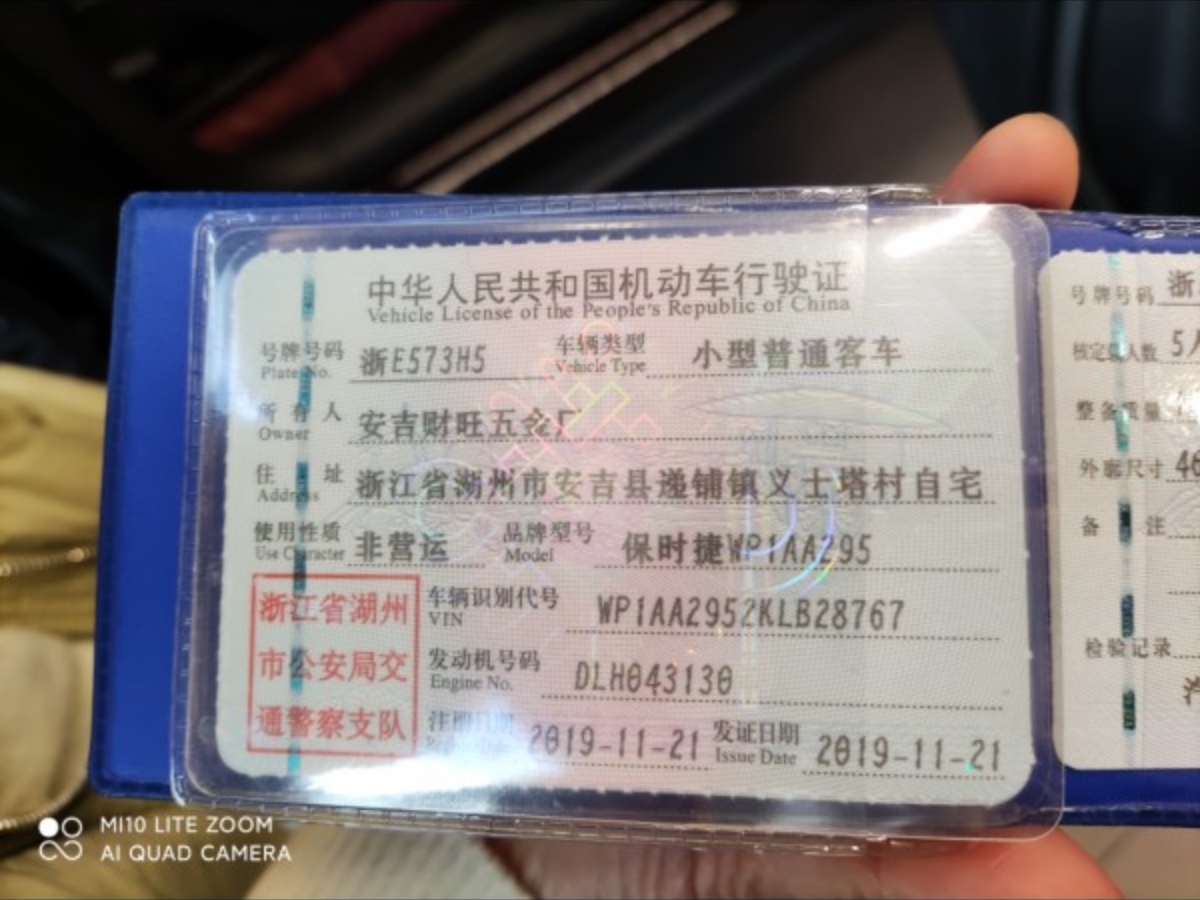 中华人民共和国机动车行驶证
Vehicle License of the People's Republic of China
号牌号码 浙E573H5 车辆类型 小型普通客车
Plate No. Vehicle Type
所有人 安吉财旺五金厂
Owner
住址 浙江省湖州市安吉县递铺镇义士塔村自宅
Address
使用性质 非营运 品牌型号 保时捷WP1AA295
Use Character Model
浙江省湖州
市公安局交
通警察支队
车辆识别代号 WP1AA2952KLB28767
VIN
发动机号码 DLH043130
Engine No.
注册日期 2019-11-21 发证日期 2019-11-21
Register Date Issue Date
号牌号码 浙
核定载人数 5人
整备质量
外廓尺寸 46
备注
检验记录
MI10 LITE ZOOM
AI QUAD CAMERA